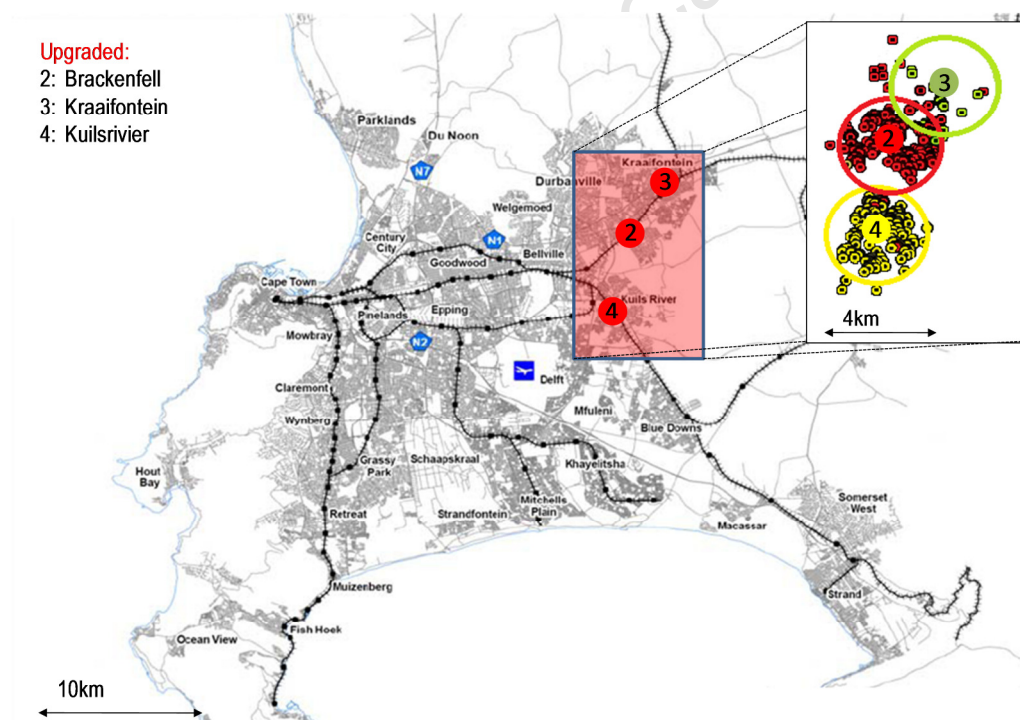 Upgraded:
2: Brackenfell
3: Kraaifontein
4: Kuilsrivier
Parklands
Du Noon
N7
Durbanville
Kraaifontein
3
Welgemoed
2
Century
City
N1
Goodwood
Bellville
Cape Town
Kuils River
4
Epping
Pinelands
Mowbray
N2
Delft
Claremont
Mfuleni
Wynberg
Blue Downs
Grassy
Park
Schaapskraal
Khayelitsha
Hout
Bay
Mitchells
Plain
Somerset
West
Retreat
Strandfontein
Macassar
Muizenberg
Strand
Fish Hoek
Ocean View
10km
3
2
4
4km